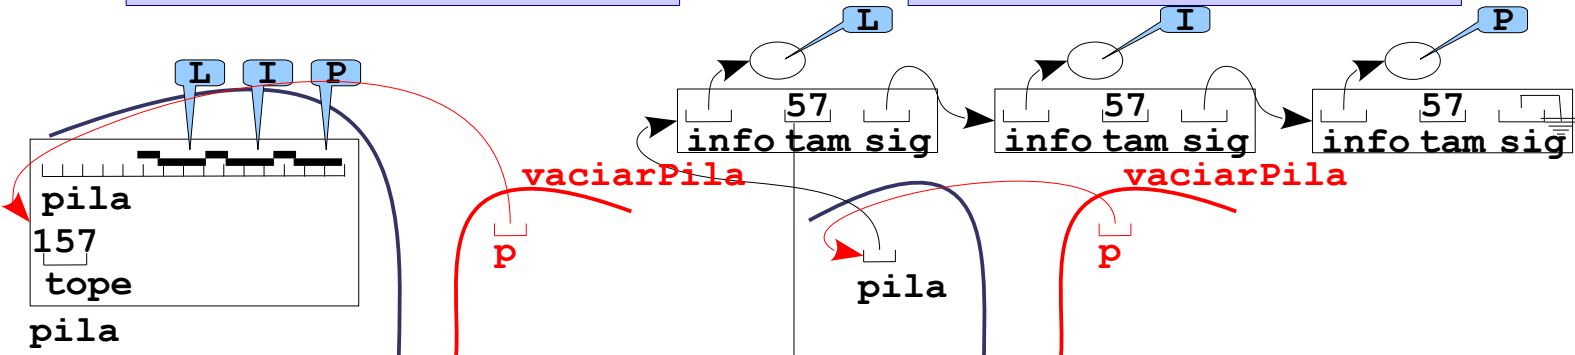 L I P
pila
157
tope
pila
vaciarPila
p
L I P
57 57 57
info tam sig info tam sig info tam sig
vaciarPila
pila
p